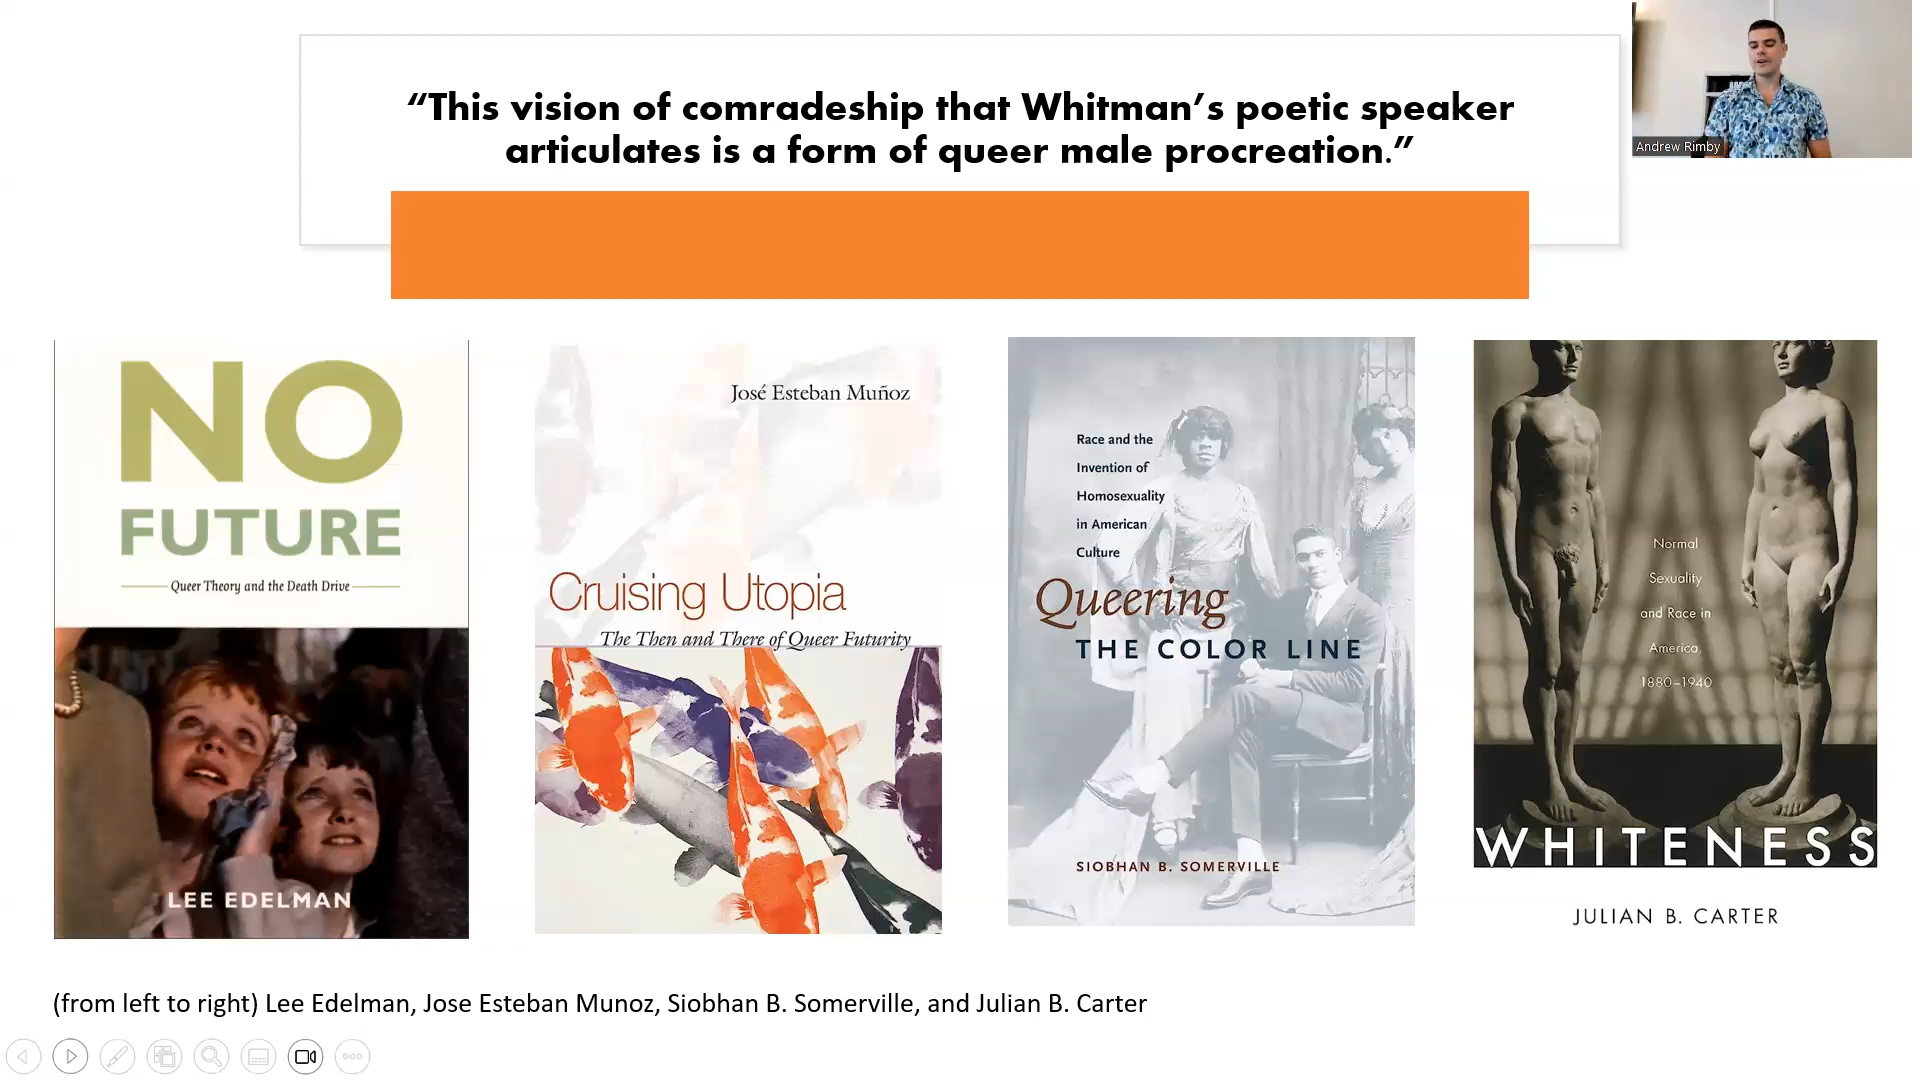 “This vision of comradeship that Whitman’s poetic speaker
articulates is a form of queer male procreation.”
Andrew Rimby
NO
FUTURE
Queer Theory and the Death Drive
LEE EDELMAN
José Esteban Muñoz
Cruising Utopia
The Then and There of Queer Futurity
Race and the
Invention of
Homosexuality
in American
Culture
Queering
THE COLOR LINE
SIOBHAN B. SOMERVILLE
Normal
Sexuality
and Race in
America,
1880–1940
WHITENESS
JULIAN B. CARTER
(from left to right) Lee Edelman, Jose Esteban Munoz, Siobhan B. Somerville, and Julian B. Carter